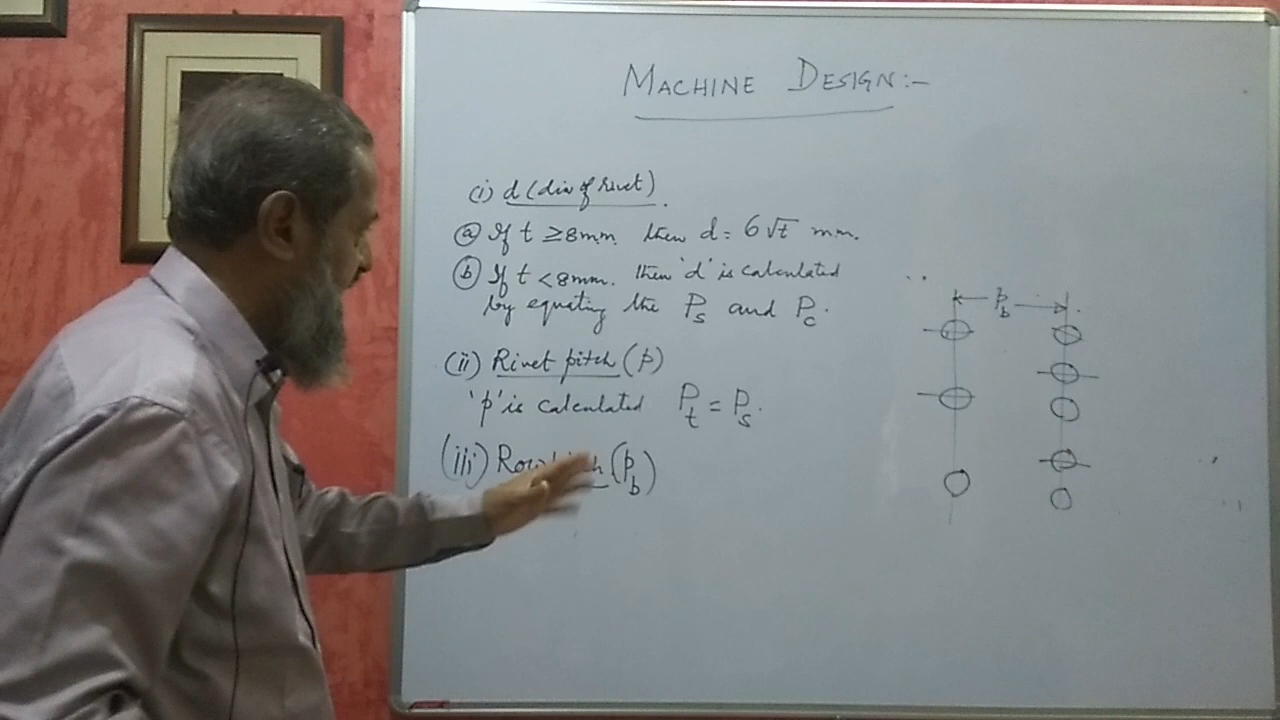 MACHINE DESIGN:-
(i) d (dia of rivet).
(a) If t ≥ 8mm. then d = 6√t mm.
(b) If t < 8mm. then 'd' is calculated
by equating the Ps and Pc.
(ii) Rivet pitch (p)
'p' is calculated Pt = Ps.
(iii) Row (pb)
pb